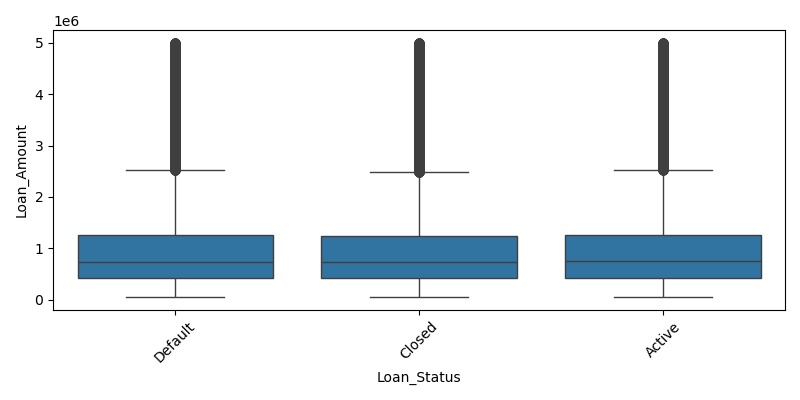 1e6
5
4
3
2
1
0
Loan_Amount
Default
Closed
Active
Loan_Status